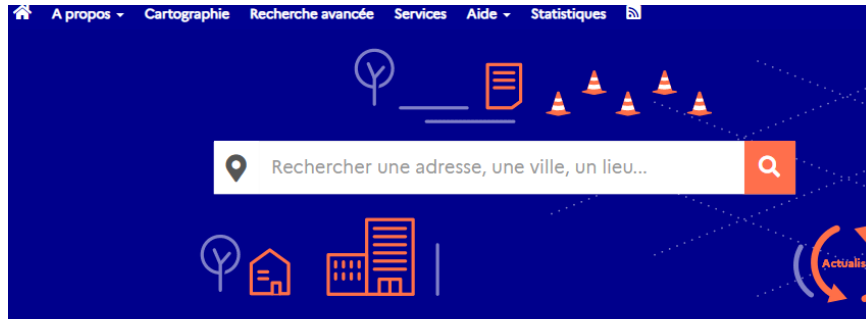 A propos Cartographie Recherche avancée Services Aide Statistiques
Rechercher une adresse, une ville, un lieu...